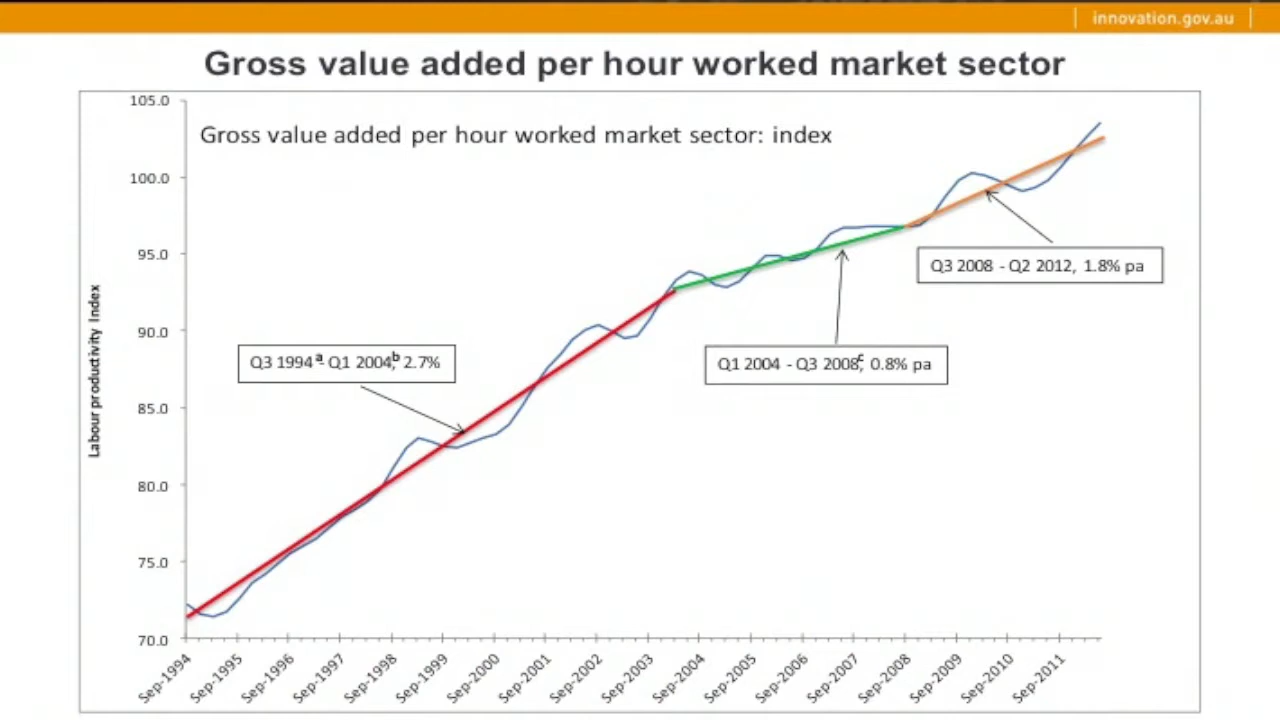 innovation.gov.au
Gross value added per hour worked market sector
105.0
Gross value added per hour worked market sector: index
100.0
95.0
Q3 2008 - Q2 2012, 1.8% pa
Labour productivity Index
90.0
Q3 1994 a - Q1 2004 b, 2.7%
Q1 2004 - Q3 2008 c, 0.8% pa
85.0
80.0
75.0
70.0
Sep-1994
Sep-1995
Sep-1996
Sep-1997
Sep-1998
Sep-1999
Sep-2000
Sep-2001
Sep-2002
Sep-2003
Sep-2004
Sep-2005
Sep-2006
Sep-2007
Sep-2008
Sep-2009
Sep-2010
Sep-2011